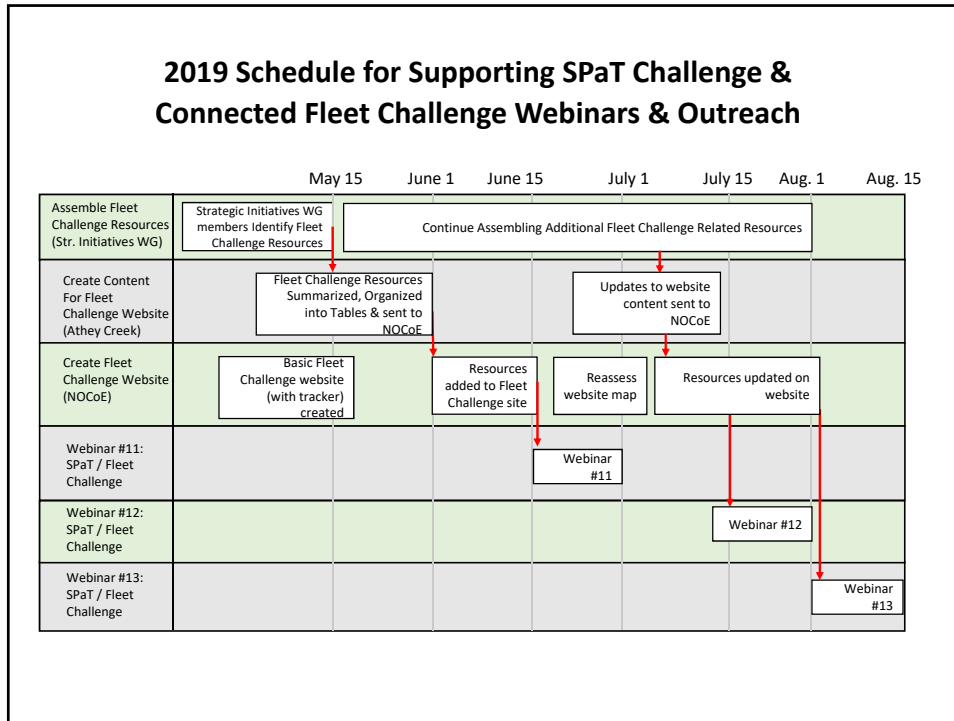 2019 Schedule for Supporting SPaT Challenge &
Connected Fleet Challenge Webinars & Outreach
May 15 June 1 June 15 July 1 July 15 Aug. 1 Aug. 15
Assemble Fleet
Challenge Resources
(Str. Initiatives WG)
Strategic Initiatives WG
members Identify Fleet
Challenge Resources
Continue Assembling Additional Fleet Challenge Related Resources
Create Content
For Fleet
Challenge Website
(Athey Creek)
Fleet Challenge Resources
Summarized, Organized
into Tables & sent to
NOCoE
Updates to website
content sent to
NOCoE
Create Fleet
Challenge Website
(NOCoE)
Basic Fleet
Challenge website
(with tracker)
created
Resources
added to Fleet
Challenge site
Reassess
website map
Resources updated on
website
Webinar #11:
SPaT / Fleet
Challenge
Webinar
#11
Webinar #12:
SPaT / Fleet
Challenge
Webinar #12
Webinar #13:
SPaT / Fleet
Challenge
Webinar
#13